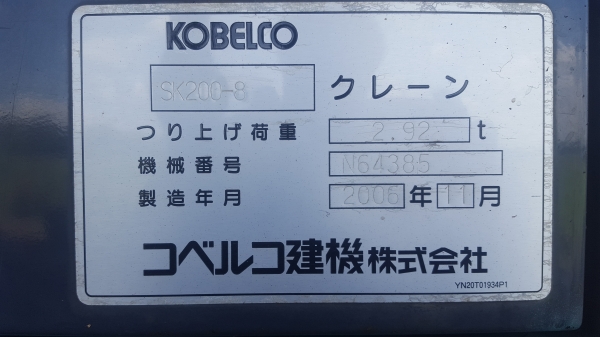 KOBELCO
SK200-8 クレーン
つり上げ荷重 2.92 t
機械番号 N64385
製造年月 2006年11月
コベルコ建機株式会社
YN20T01934P1